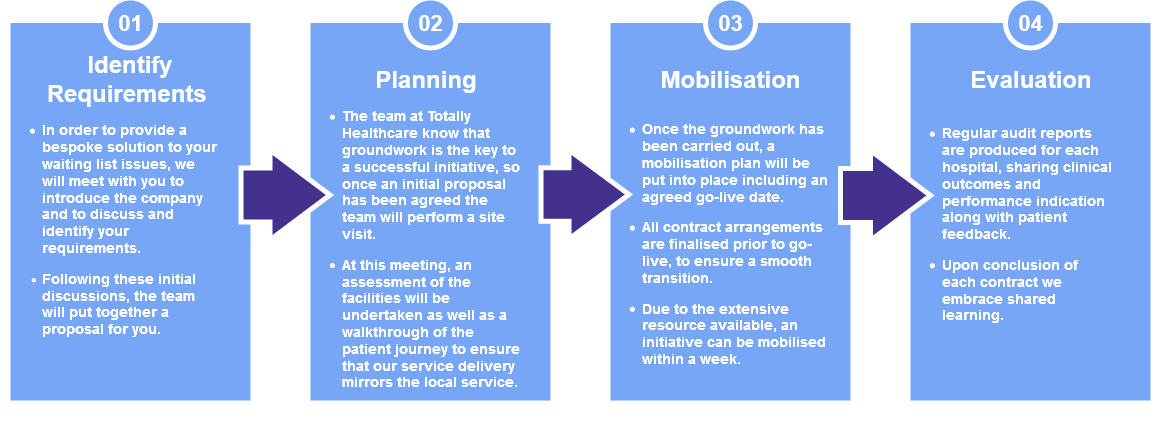 01
Identify
Requirements
• In order to provide a
bespoke solution to your
waiting list issues, we
will meet with you to
introduce the company
and to discuss and
identify your
requirements.
• Following these initial
discussions, the team
will put together a
proposal for you.
02
Planning
• The team at Totally
Healthcare know that
groundwork is the key to
a successful initiative, so
once an initial proposal
has been agreed the
team will perform a site
visit.
• At this meeting, an
assessment of the
facilities will be
undertaken as well as a
walkthrough of the
patient journey to ensure
that our service delivery
mirrors the local service.
03
Mobilisation
• Once the groundwork has
been carried out, a
mobilisation plan will be
put into place including an
agreed go-live date.
• All contract arrangements
are finalised prior to go-
live, to ensure a smooth
transition.
• Due to the extensive
resource available, an
initiative can be mobilised
within a week.
04
Evaluation
• Regular audit reports
are produced for each
hospital, sharing clinical
outcomes and
performance indication
along with patient
feedback.
• Upon conclusion of
each contract we
embrace shared
learning.